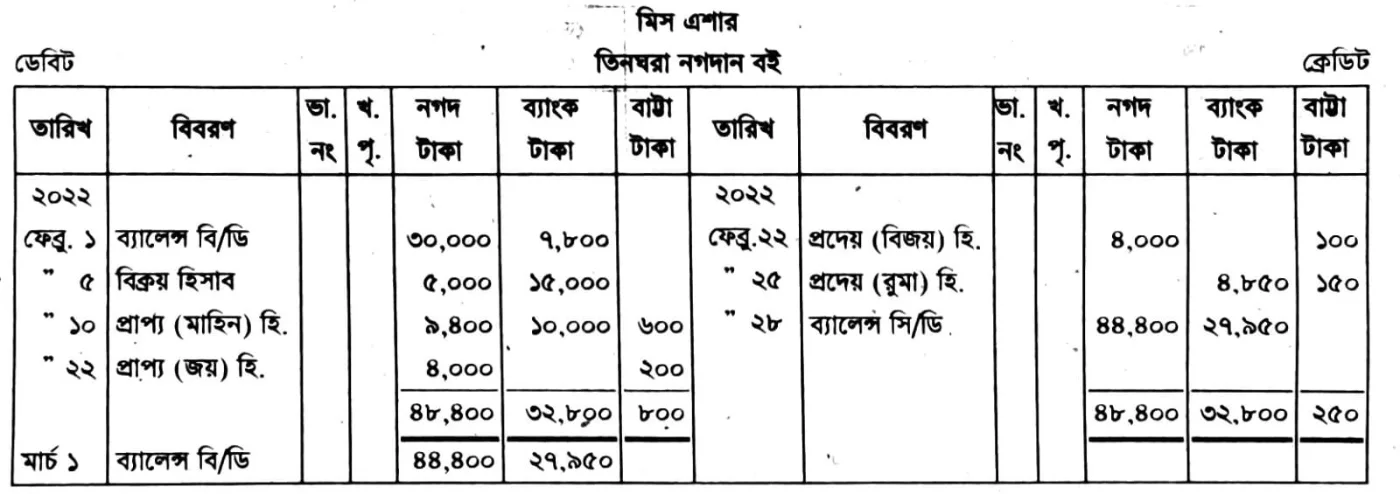 মিস এশার
ডেবিট তিনঘরা নগদান বই ক্রেডিট
তারিখ বিবরণ ভা. নং খ. পৃ. নগদ টাকা ব্যাংক টাকা বাট্টা টাকা তারিখ বিবরণ ভা. নং খ. পৃ. নগদ টাকা ব্যাংক টাকা বাট্টা টাকা
২০২২ ২০২২
ফেব্রু. ১ ব্যালেন্স বি/ডি ৩০,০০০ ৭,৮০০ ফেব্রু.২২ প্রদেয় (বিজয়) হি. ৪,০০০ ১০০
" ৫ বিক্রয় হিসাব ৫,০০০ ১৫,০০০ " ২৫ প্রদেয় (রুমা) হি. ৪,৮৫০ ১৫০
" ১০ প্রাপ্য (মাহিন) হি. ৯,৪০০ ১০,০০০ ৬০০ " ২৮ ব্যালেন্স সি/ডি ৪৪,৪০০ ২৭,৯৫০
" ২২ প্রাপ্য (জয়) হি. ৪,০০০ ২০০
৪৮,৪০০ ৩২,৮০০ ৮০০ ৪৮,৪০০ ৩২,৮০০ ২৫০
মার্চ ১ ব্যালেন্স বি/ডি ৪৪,৪০০ ২৭,৯৫০